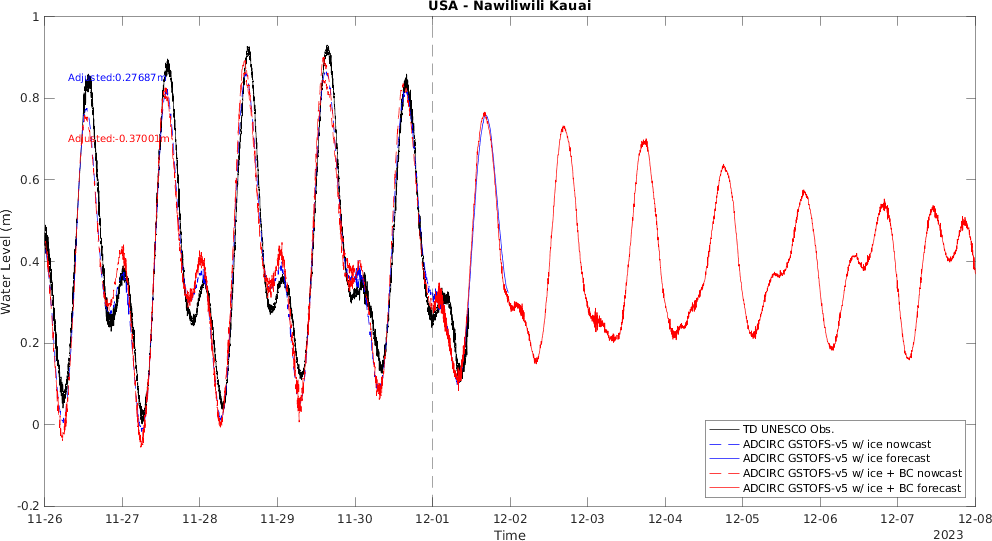 USA - Nawiliwili Kauai
Water Level (m)
1
0.8
0.6
0.4
0.2
0
-0.2
Adjusted:0.27687m
Adjusted:-0.37001m
TD UNESCO Obs.
ADCIRC GSTOFS-v5 w/ ice nowcast
ADCIRC GSTOFS-v5 w/ ice forecast
ADCIRC GSTOFS-v5 w/ ice + BC nowcast
ADCIRC GSTOFS-v5 w/ ice + BC forecast
11-26 11-27 11-28 11-29 11-30 12-01 12-02 12-03 12-04 12-05 12-06 12-07 12-08
Time
2023